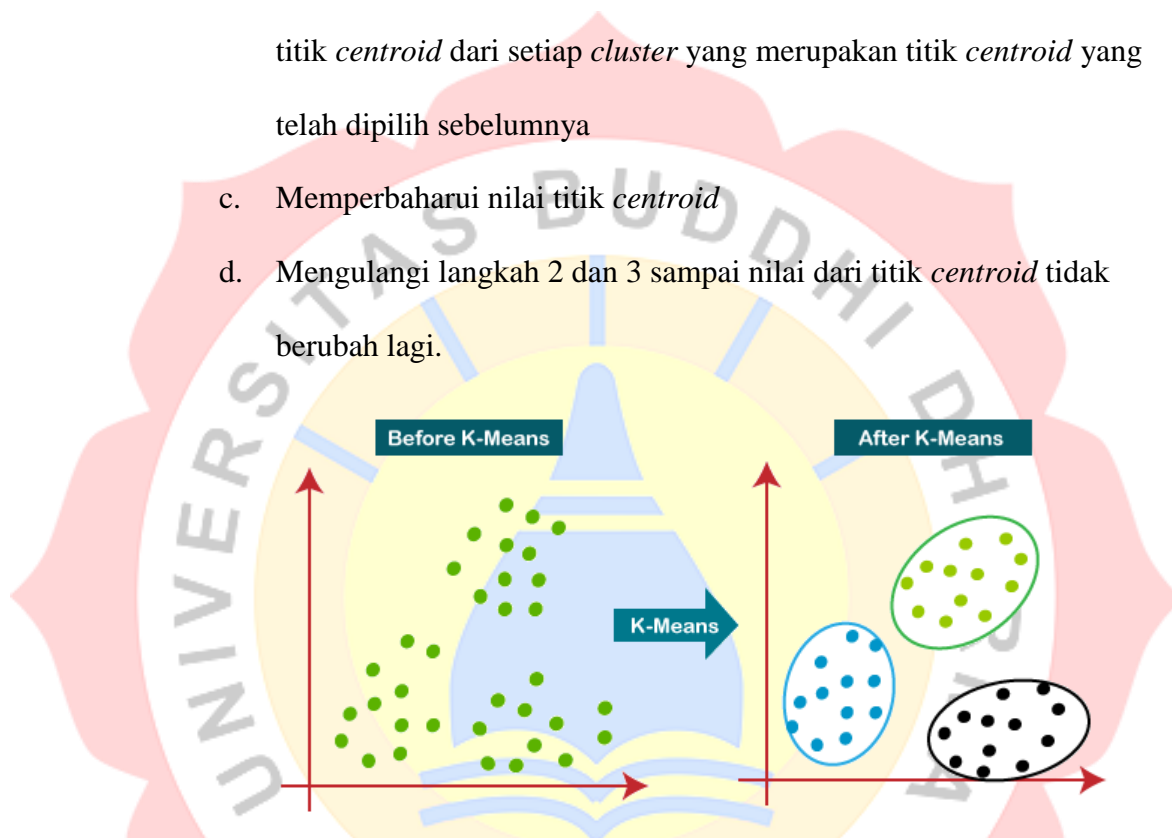 titik centroid dari setiap cluster yang merupakan titik centroid yang
telah dipilih sebelumnya
c. Memperbaharui nilai titik centroid
d. Mengulangi langkah 2 dan 3 sampai nilai dari titik centroid tidak
berubah lagi.
UNIVERSITAS BUDDHI DHARMA
Before K-Means
After K-Means
K-Means